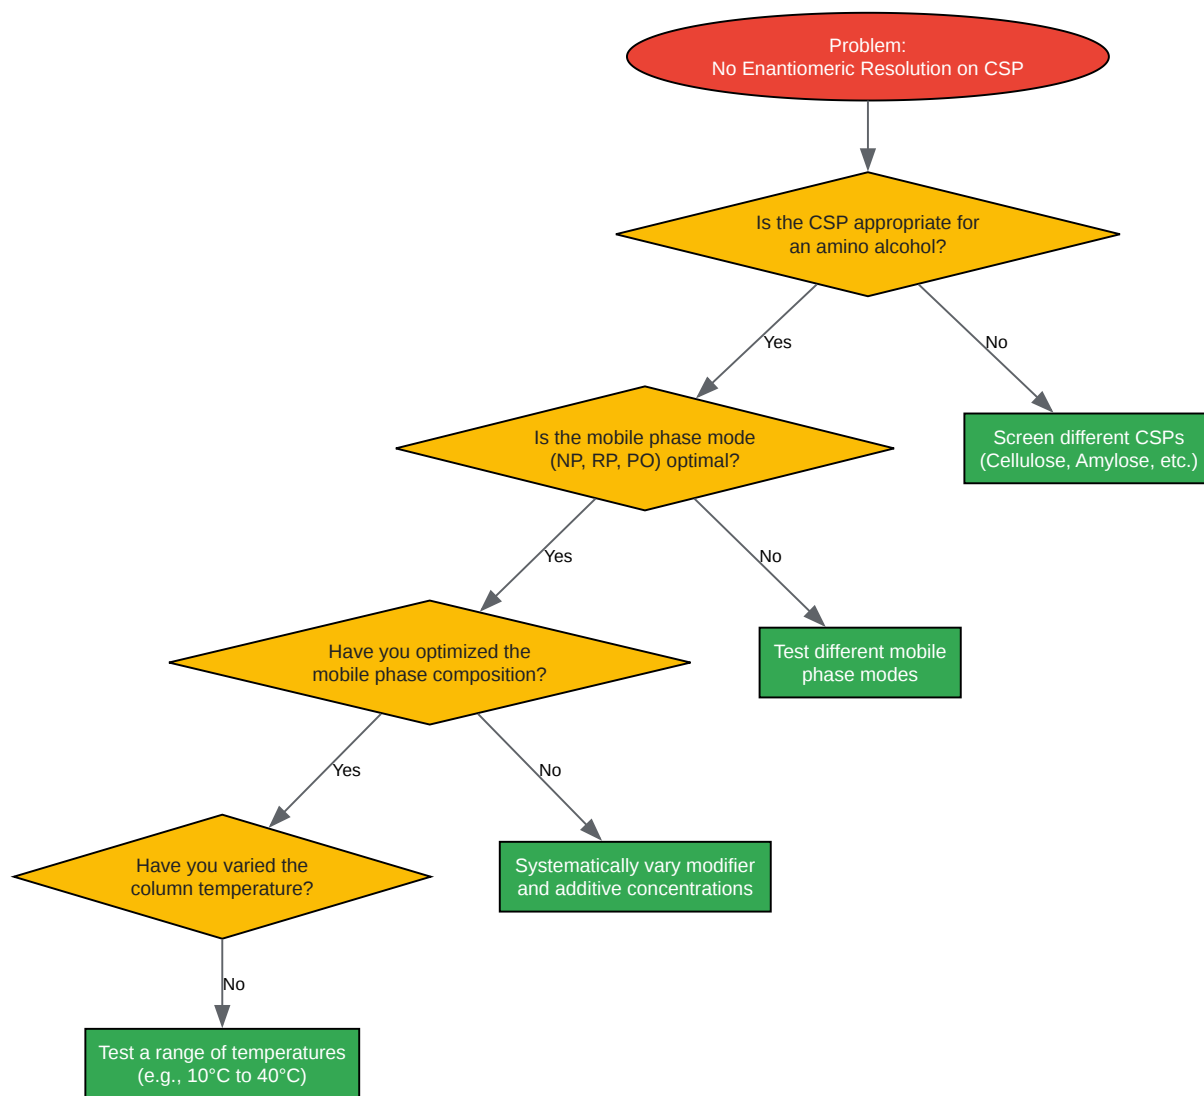 Problem:
No Enantiomeric Resolution on CSP
Is the CSP appropriate for
an amino alcohol?
Yes
No
Is the mobile phase mode
(NP, RP, PO) optimal?
Screen different CSPs
(Cellulose, Amylose, etc.)
Yes
No
Have you optimized the
mobile phase composition?
Test different mobile
phase modes
Yes
No
Have you varied the
column temperature?
Systematically vary modifier
and additive concentrations
No
Test a range of temperatures
(e.g., 10°C to 40°C)